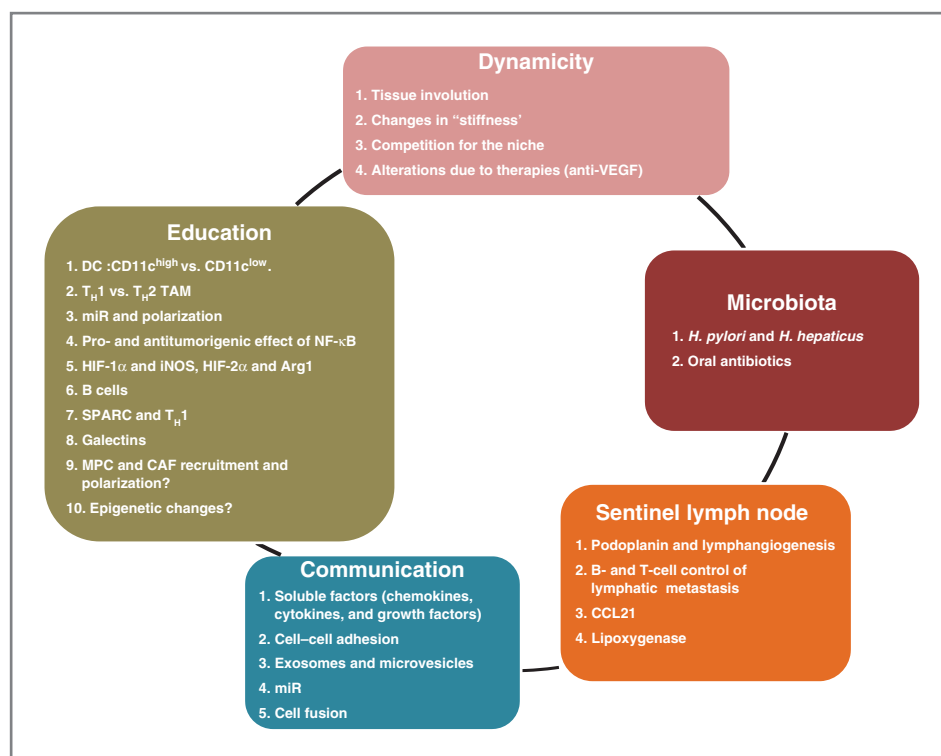 Dynamicity
1. Tissue involution
2. Changes in “stiffness’
3. Competition for the niche
4. Alterations due to therapies (anti-VEGF)
Education
1. DC :CD11chigh vs. CD11clow.
2. TH1 vs. TH2 TAM
3. miR and polarization
4. Pro- and antitumorigenic effect of NF-κB
5. HIF-1α and iNOS, HIF-2α and Arg1
6. B cells
7. SPARC and TH1
8. Galectins
9. MPC and CAF recruitment and
polarization?
10. Epigenetic changes?
Microbiota
1. H. pylori and H. hepaticus
2. Oral antibiotics
Sentinel lymph node
1. Podoplanin and lymphangiogenesis
2. B- and T-cell control of
lymphatic metastasis
3. CCL21
4. Lipoxygenase
Communication
1. Soluble factors (chemokines,
cytokines, and growth factors)
2. Cell–cell adhesion
3. Exosomes and microvesicles
4. miR
5. Cell fusion